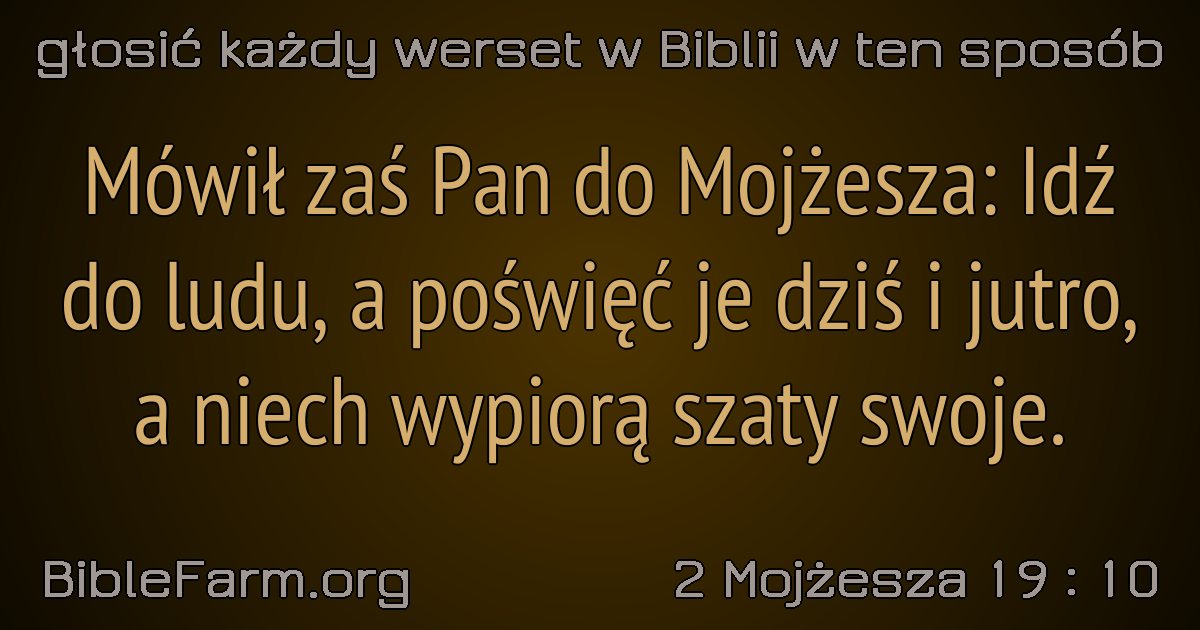 głosić każdy werset w Biblii w ten sposób
Mówił zaś Pan do Mojżesza: Idź
do ludu, a poświęć je dziś i jutro,
a niech wypiorą szaty swoje.
BibleFarm.org
2 Mojżesza 19 : 10